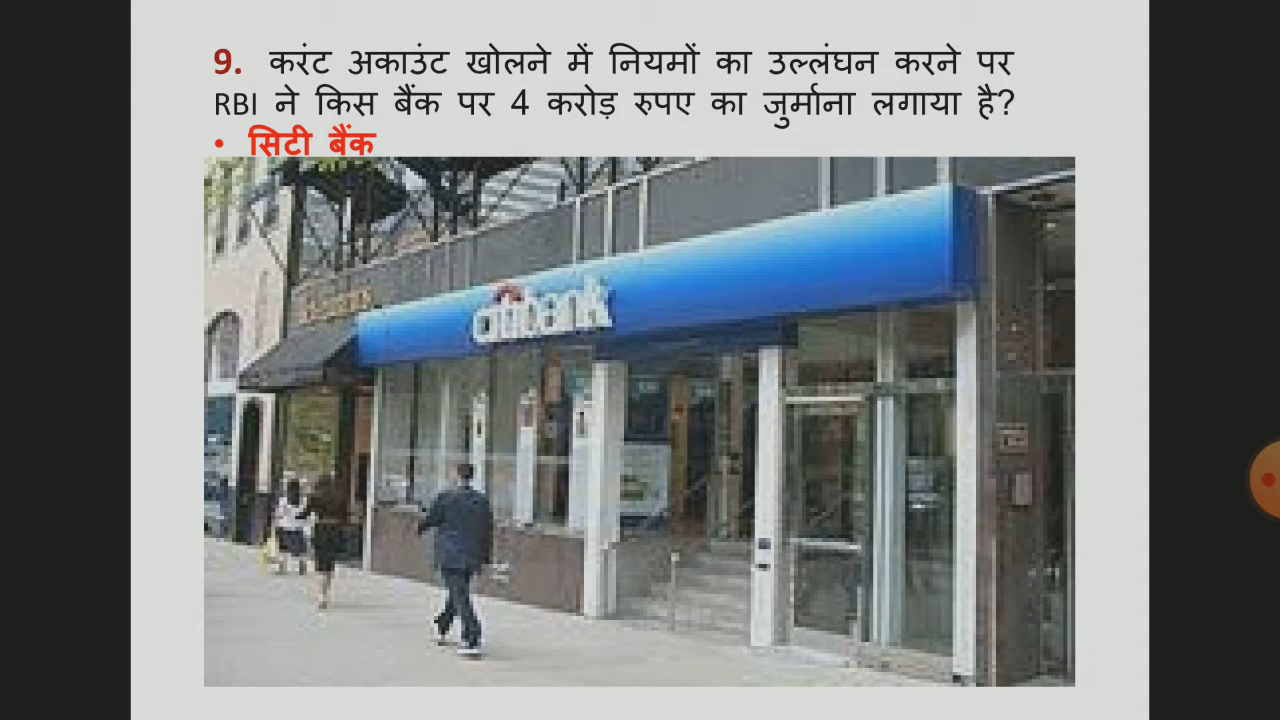 9. करंट अकाउंट खोलने में नियमों का उल्लंघन करने पर
RBI ने किस बैंक पर 4 करोड़ रुपए का जुर्माना लगाया है?
• सिटी बैंक
citibank